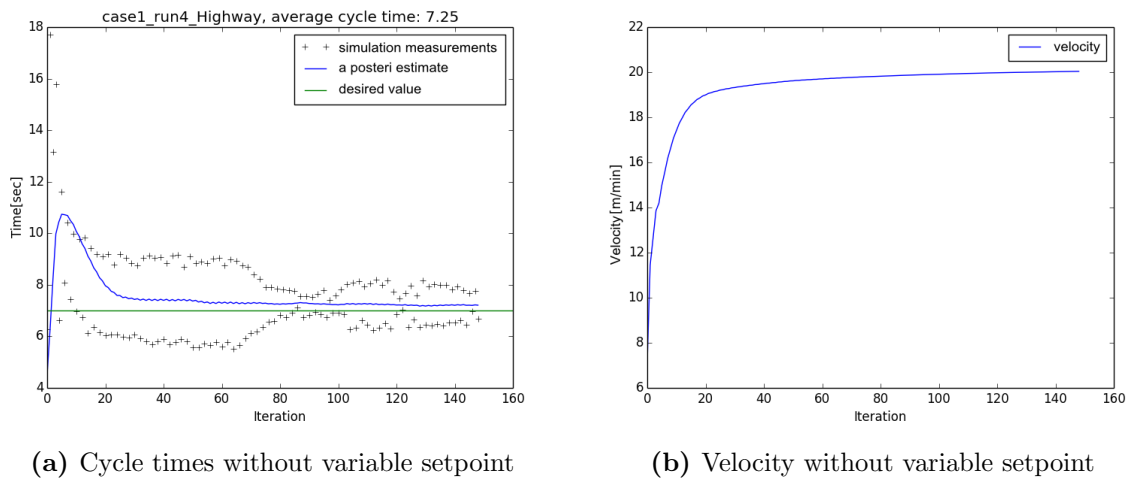 case1_run4_Highway, average cycle time: 7.25
18
16
14
12
10
8
6
4
Time[sec]
simulation measurements
a posteri estimate
desired value
0 20 40 60 80 100 120 140 160
Iteration
22
20
18
16
14
12
10
8
6
Velocity[m/min]
velocity
0 20 40 60 80 100 120 140 160
Iteration
(a) Cycle times without variable setpoint
(b) Velocity without variable setpoint